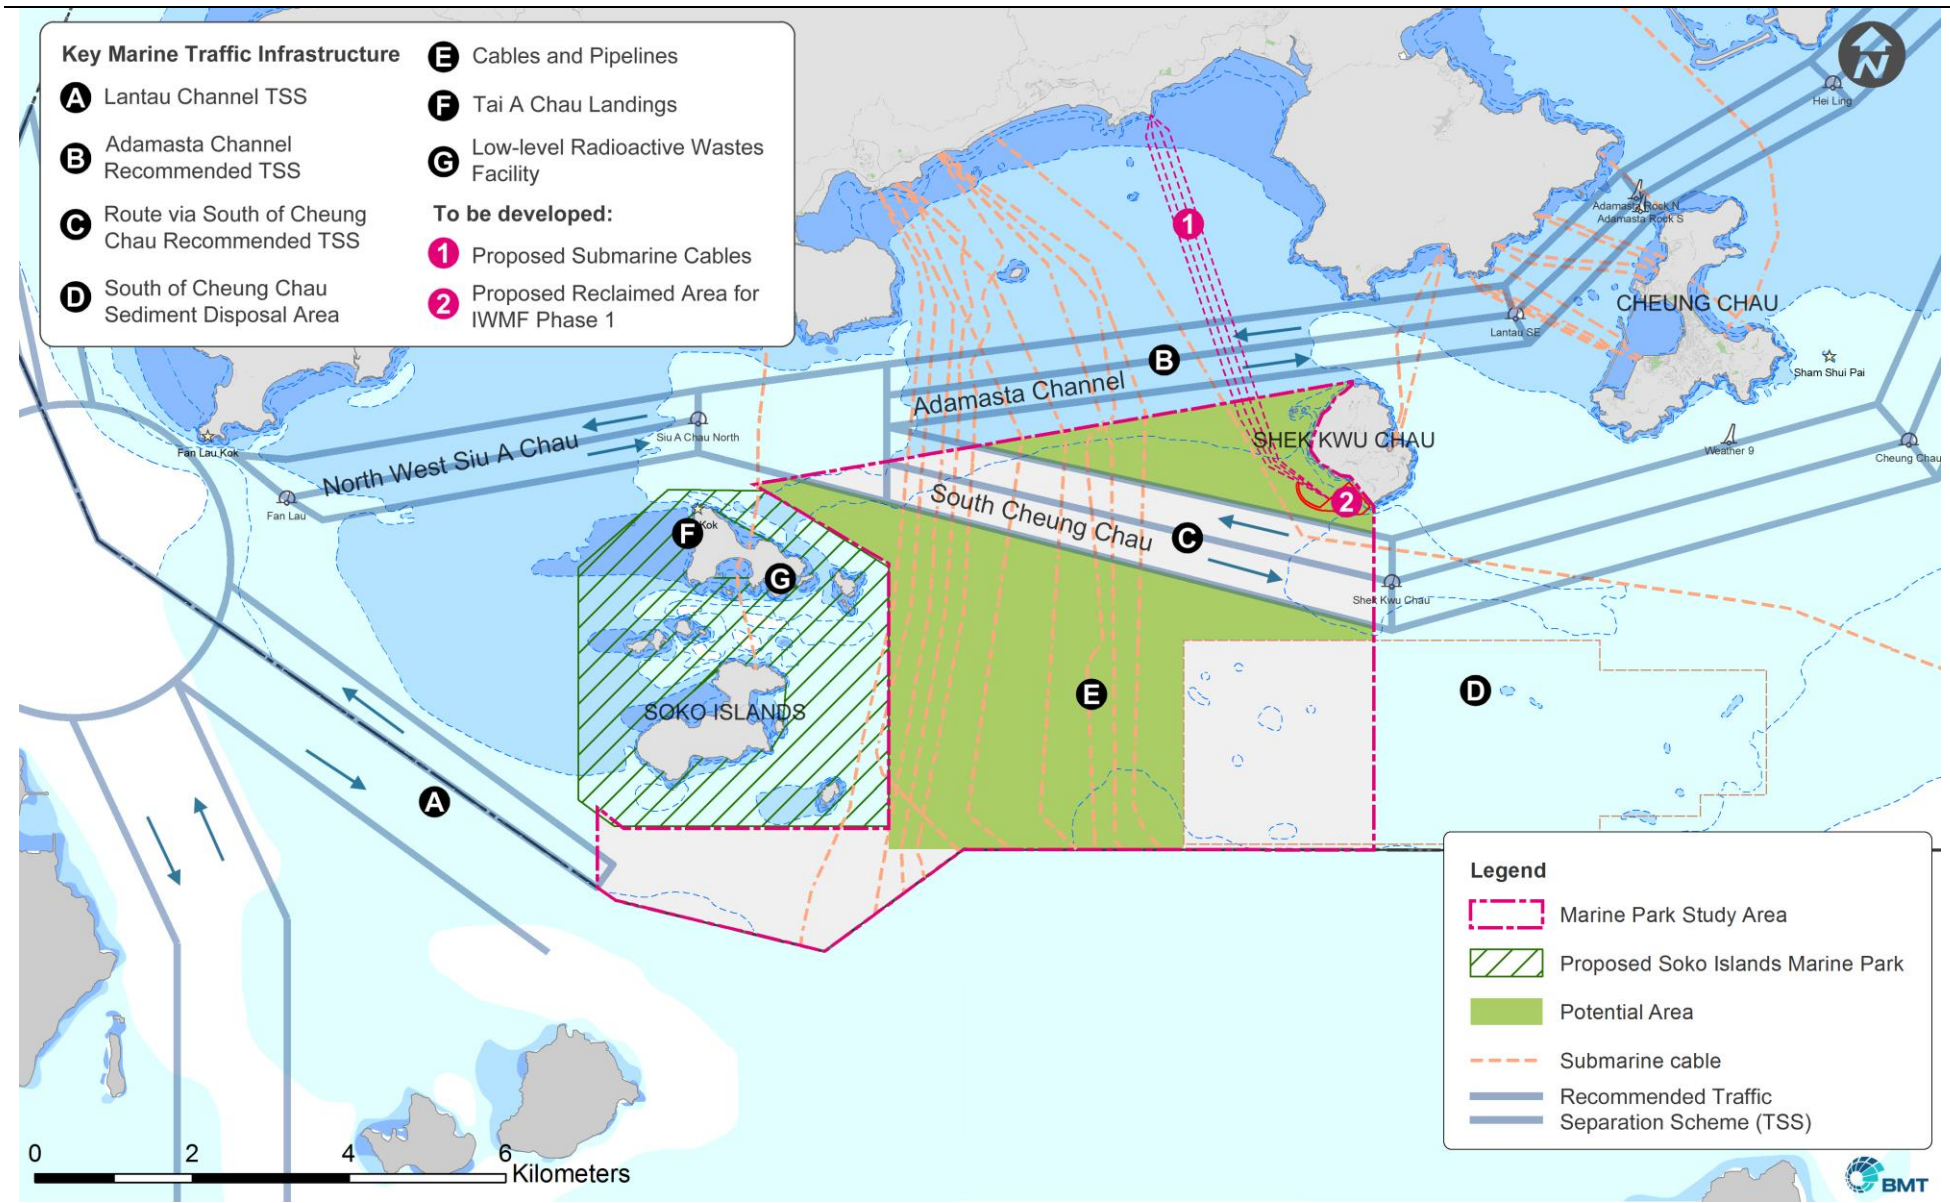 Key Marine Traffic Infrastructure
A Lantau Channel TSS
B Adamasta Channel
Recommended TSS
C Route via South of Cheung
Chau Recommended TSS
D South of Cheung Chau
Sediment Disposal Area
E Cables and Pipelines
F Tai A Chau Landings
G Low-level Radioactive Wastes
Facility
To be developed:
1 Proposed Submarine Cables
2 Proposed Reclaimed Area for
IWMF Phase 1
N
Hei Ling
Adamasta Rock N
Adamasta Rock S
1
CHEUNG CHAU
Lantau SE
Sham Shui Pai
B
Adamasta Channel
Siu A Chau North
Fan Lau Kok
North West Siu A Chau
SHEK KWU CHAU
Weather 9
Cheung Chau
Fan Lau
South Cheung Chau
2
Kok
F
C
G
Shek Kwu Chau
E
D
SOKO ISLANDS
A
Legend
Marine Park Study Area
Proposed Soko Islands Marine Park
Potential Area
Submarine cable
Recommended Traffic
Separation Scheme (TSS)
0 2 4 6
Kilometers
BMT